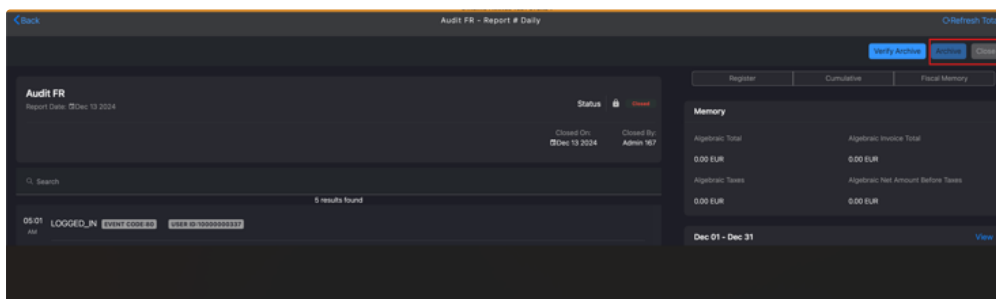 Back
Audit FR - Report # Daily
Refresh Tota
Verify Archive
Archive
Close
Audit FR
Report Date: Dec 13 2024
Status
Closed
Closed On:
Dec 13 2024
Closed By:
Admin 167
Search
5 results found
05:01 AM
LOGGED_IN EVENT CODE:80 USER ID:10000000337
Register
Cumulative
Fiscal Memory
Memory
Algebraic Total
Algebraic Invoice Total
0.00 EUR
0.00 EUR
Algebraic Taxes
Algebraic Net Amount Before Taxes
0.00 EUR
0.00 EUR
Dec 01 - Dec 31
View